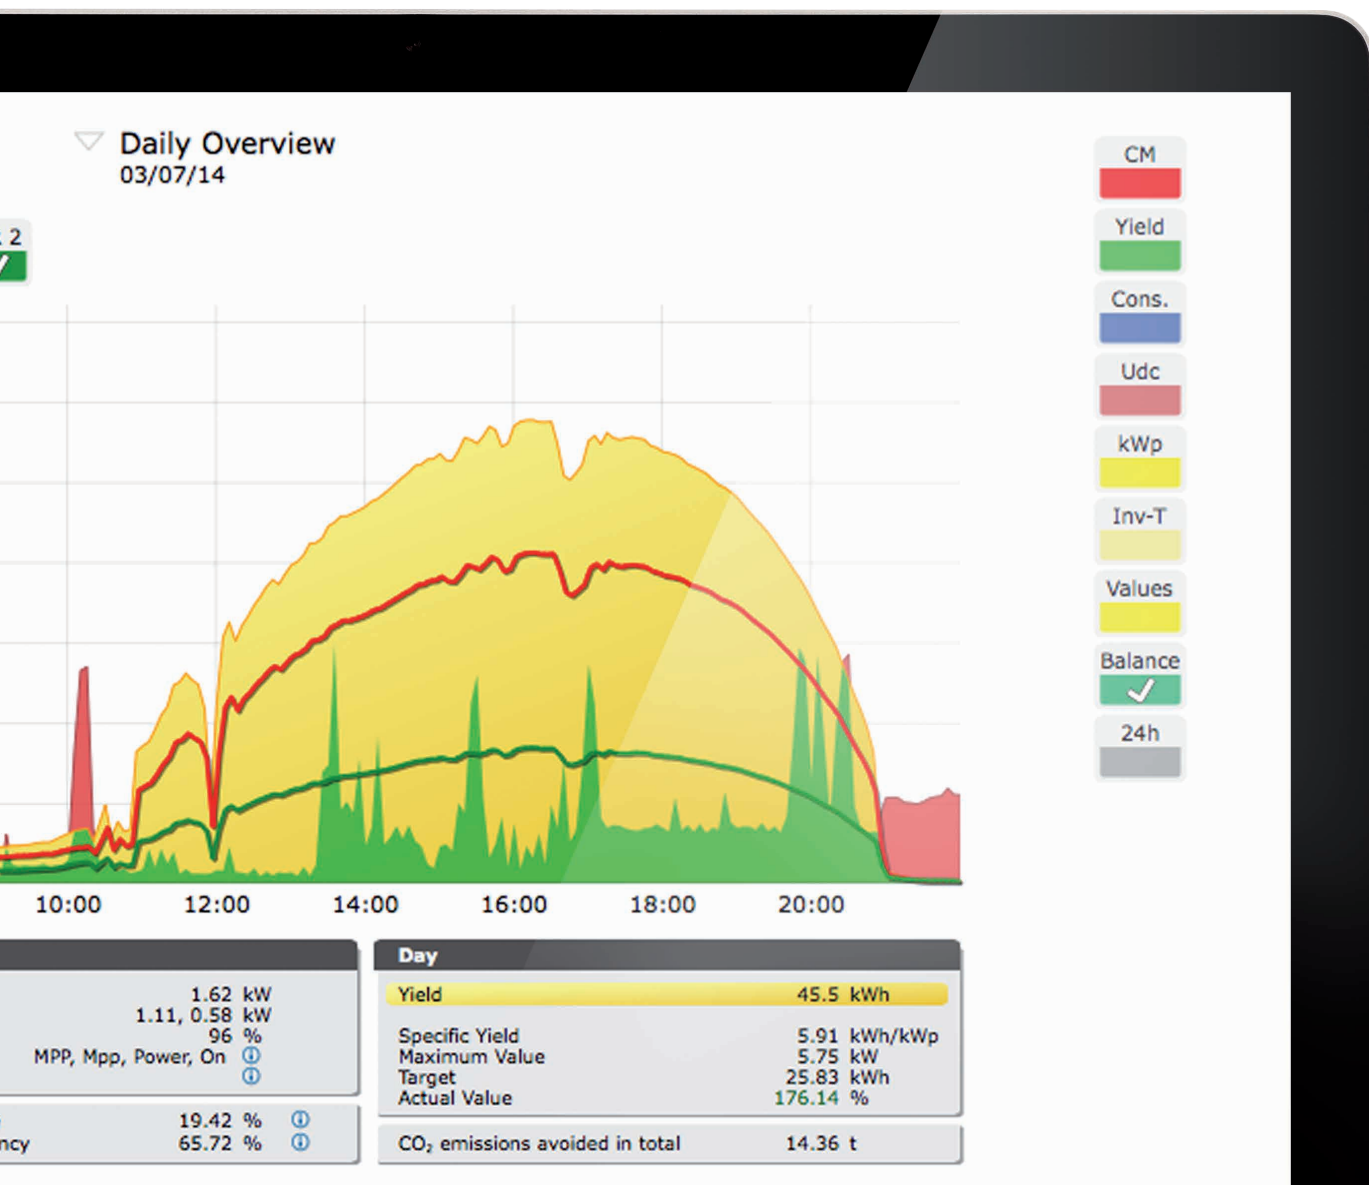 Daily Overview
03/07/14
2
CM
Yield
Cons.
Udc
kWp
Inv-T
Values
Balance
24h
10:00 12:00 14:00 16:00 18:00 20:00
1.62 kW
1.11, 0.58 kW
96 %
MPP, Mpp, Power, On
19.42 %
ncy 65.72 %
Day
Yield 45.5 kWh
Specific Yield 5.91 kWh/kWp
Maximum Value 5.75 kW
Target 25.83 kWh
Actual Value 176.14 %
CO₂ emissions avoided in total 14.36 t